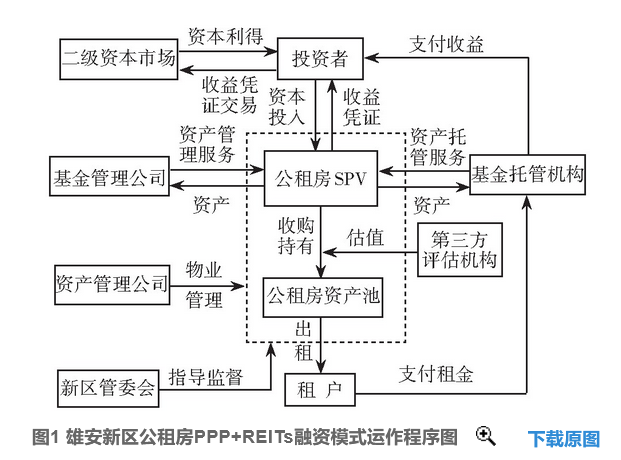 资本利得
二级资本市场
投资者
支付收益
收益凭
证交易
资本
投入
收益
凭证
资产管
理服务
资产托
管服务
基金管理公司
公租房SPV
基金托管机构
资产
资产
收购
持有
估值
第三方
评估机构
资产管理公司
物业
管理
公租房资产池
出
租
新区管委会
指导监督
租户
支付租金
图1 雄安新区公租房PPP+REITs融资模式运作程序图
下载原图